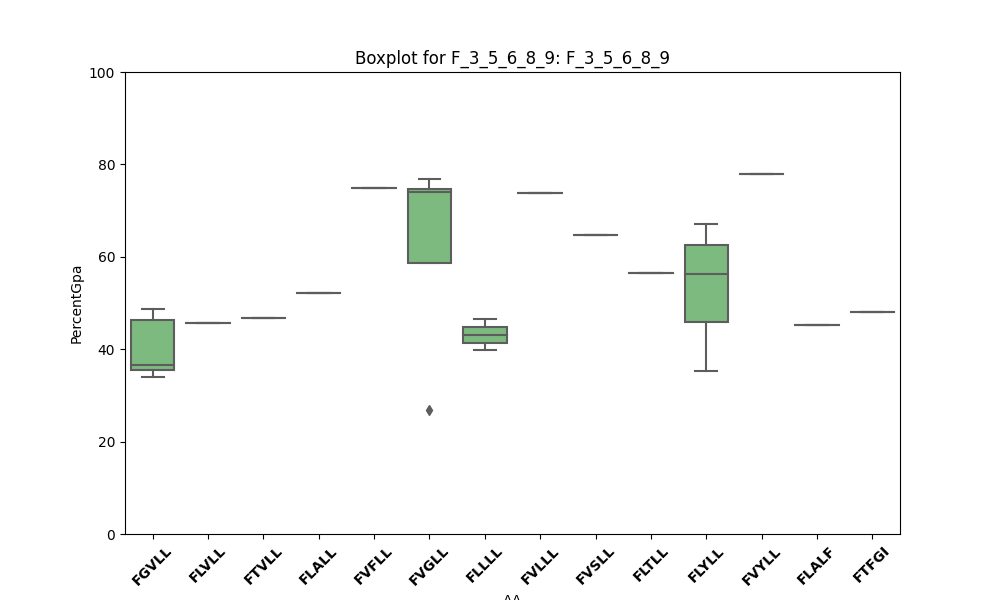 Boxplot for F_3_5_6_8_9: F_3_5_6_8_9
100
80
60
40
20
0
PercentGpa
FGVLL FLVLL FTVLL FLALL FVFLL FVGLL FLLLL FVLLL FVSLL FLTLL FLYLL FVYLL FLALF FTFGI
AA